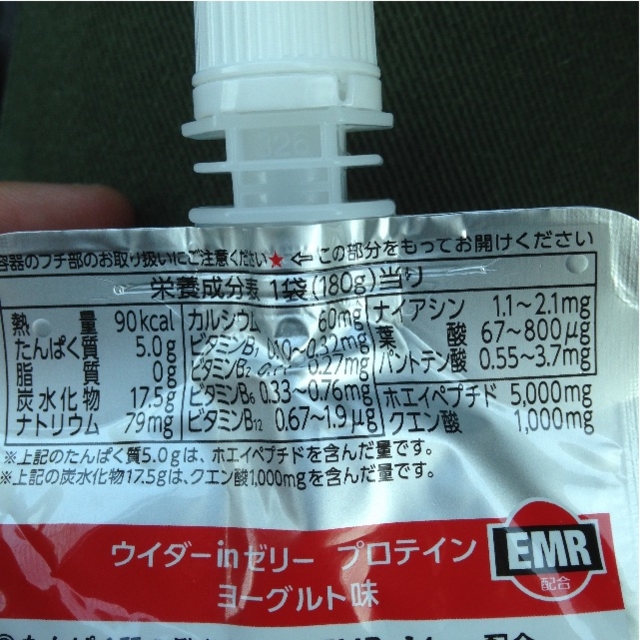 126
容器のフチ部のお取り扱いにご注意ください★ ⇐ この部分をもってお開けください
栄養成分表 1袋(180g)当り
熱量 90kcal
たんぱく質 5.0g
脂質 0g
炭水化物 17.5g
ナトリウム 79mg
カルシウム 60mg
ビタミンB₁ 0.10~0.32mg
ビタミンB₂ 0.27mg
ビタミンB₆ 0.33~0.76mg
ビタミンB₁₂ 0.67~1.9μg
ナイアシン 1.1~2.1mg
葉酸 67~800μg
パントテン酸 0.55~3.7mg
ホエイペプチド 5,000mg
クエン酸 1,000mg
※上記のたんぱく質5.0gは、ホエイペプチドを含んだ量です。
※上記の炭水化物17.5gは、クエン酸1,000mgを含んだ量です。
ウイダーinゼリー プロテイン
ヨーグルト味
EMR
配合